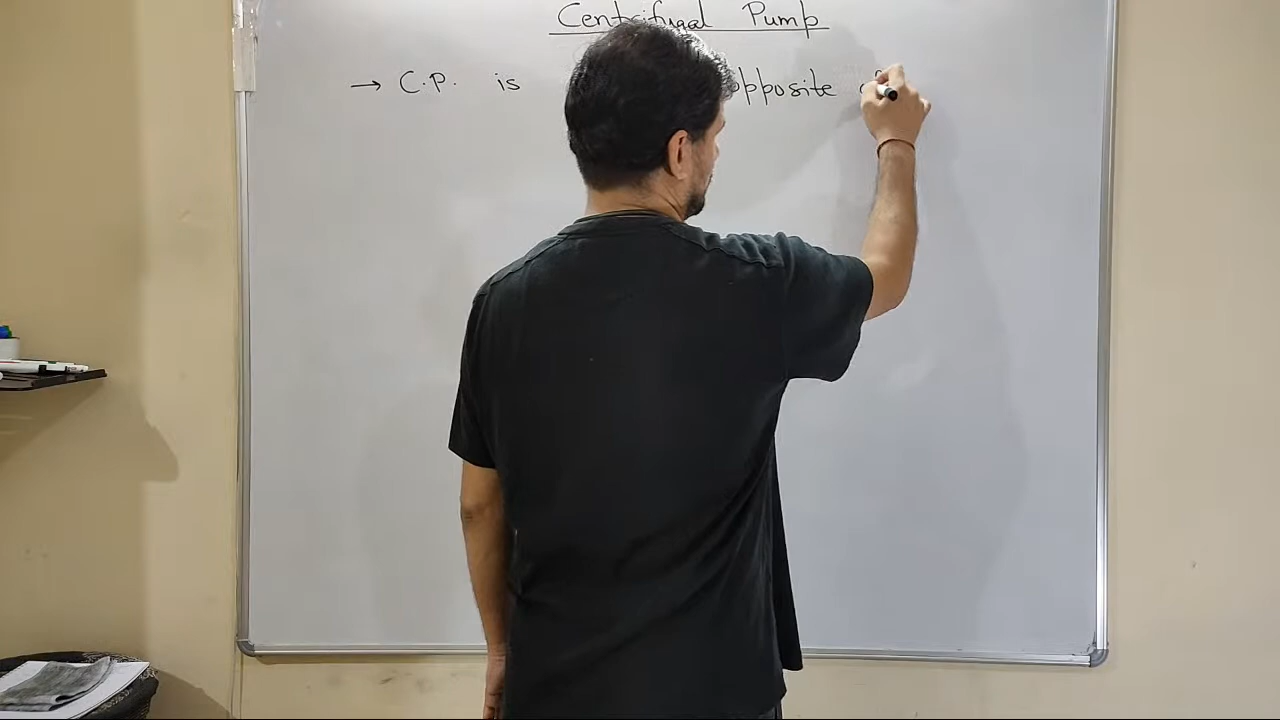 Centrifugal Pump
→ C.P. is opposite